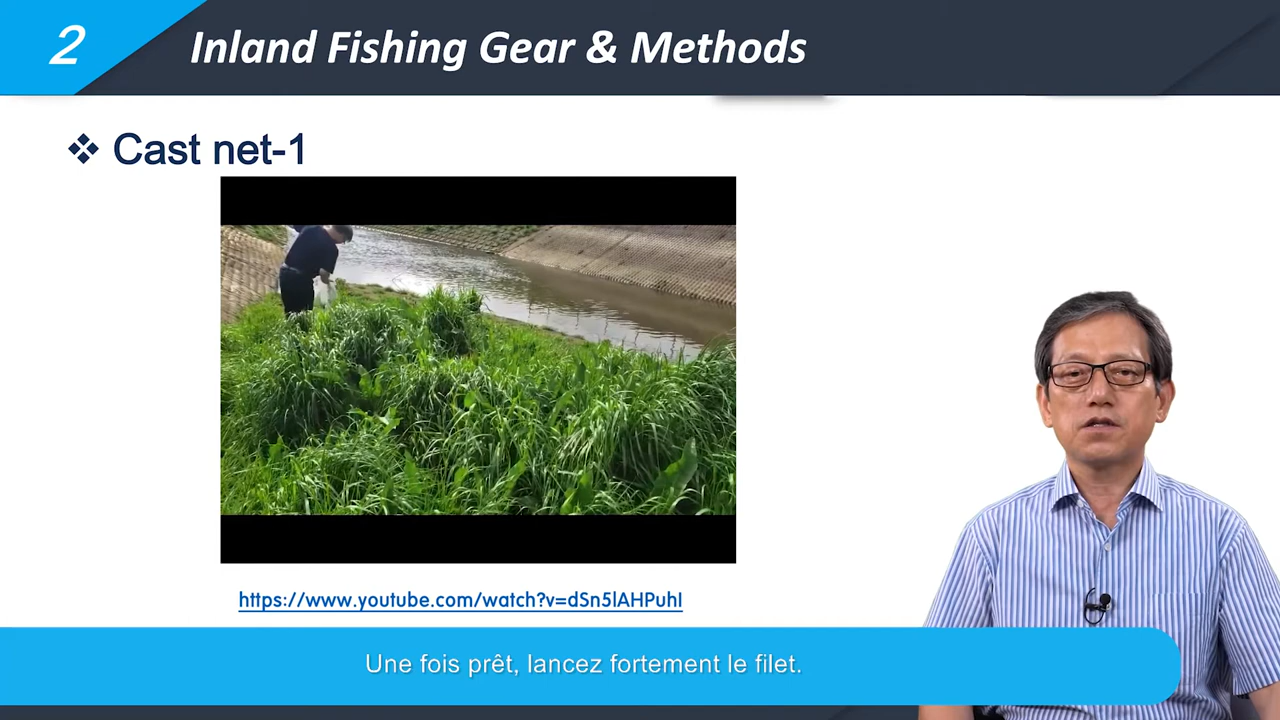 2
Inland Fishing Gear & Methods
Cast net-1
https://www.youtube.com/watch?v=dSn5lAHPuhI
Une fois prêt, lancez fortement le filet.